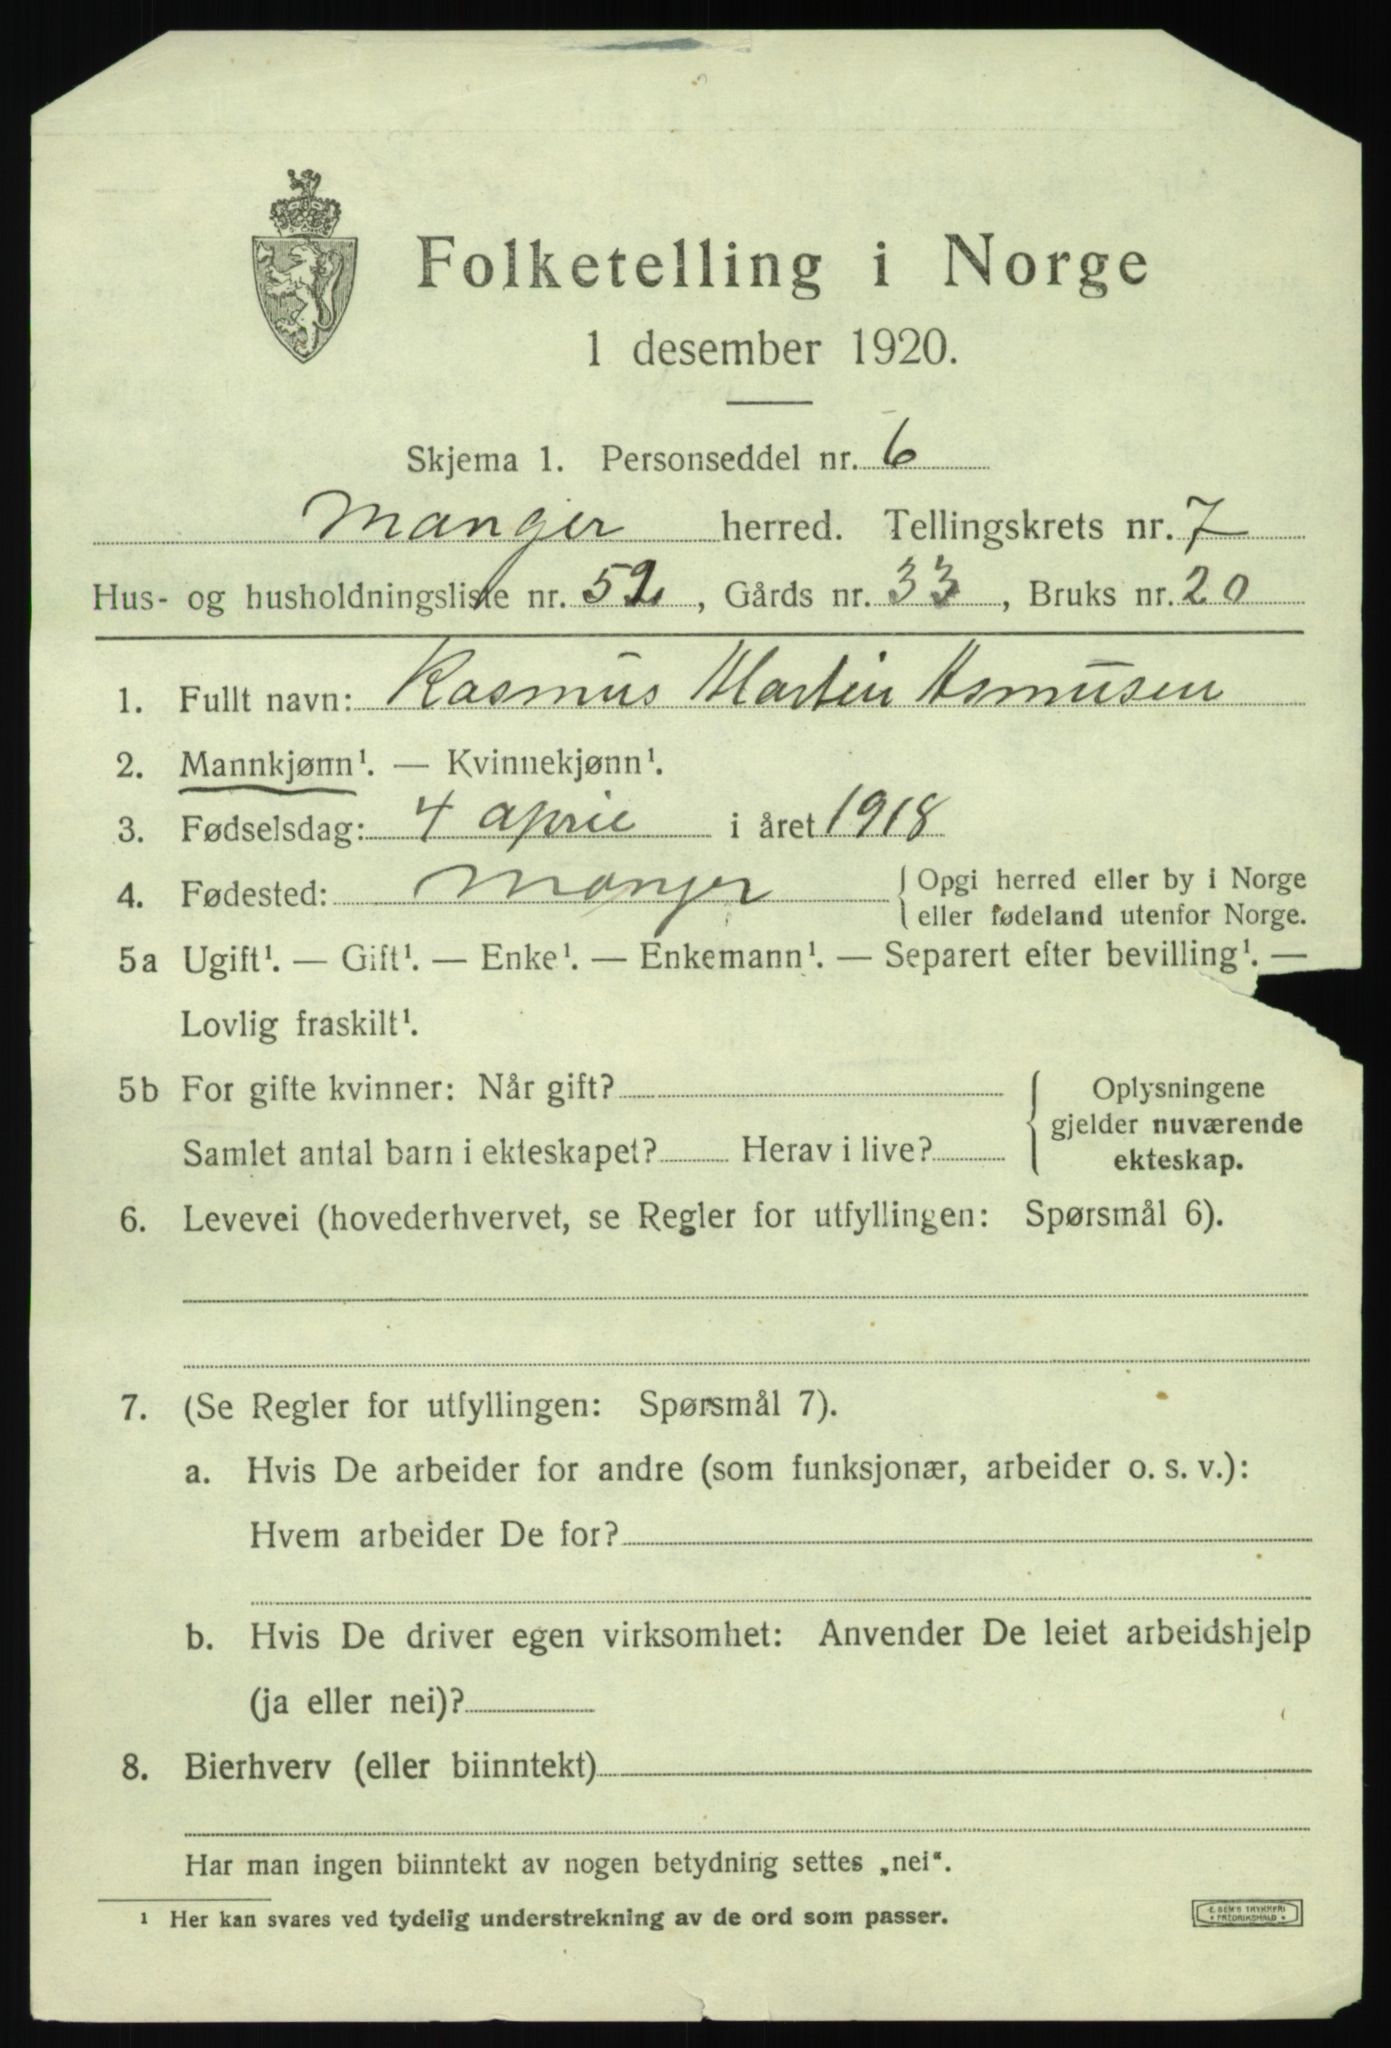 Folketelling i Norge
1 desember 1920.
Skjema 1. Personseddel nr. 6
Manger herred. Tellingskrets nr. 7
Hus- og husholdningsliste nr. 52, Gårds nr. 33, Bruks nr. 20
1. Fullt navn: Rasmus Martin Asmusen
2. Mannkjønn¹. — Kvinnekjønn¹.
3. Fødselsdag: 4 april i året 1918
4. Fødested: Manger { Opgi herred eller by i Norge
eller fødeland utenfor Norge.
5a Ugift¹. — Gift¹. — Enke¹. — Enkemann¹. — Separert efter bevilling¹. —
Lovlig fraskilt¹.
5b For gifte kvinner: Når gift? { Oplysningene
gjelder nuværende
Samlet antal barn i ekteskapet? Herav i live? ekteskap.
6. Levevei (hovederhvervet, se Regler for utfyllingen: Spørsmål 6).
7. (Se Regler for utfyllingen: Spørsmål 7).
a. Hvis De arbeider for andre (som funksjonær, arbeider o. s. v.):
Hvem arbeider De for?
b. Hvis De driver egen virksomhet: Anvender De leiet arbeidshjelp
(ja eller nei)?
8. Bierhverv (eller biinntekt)
Har man ingen biinntekt av nogen betydning settes „nei“.
¹ Her kan svares ved tydelig understrekning av de ord som passer.
E. SEM'S TRYKKERI
FREDRIKSHALD